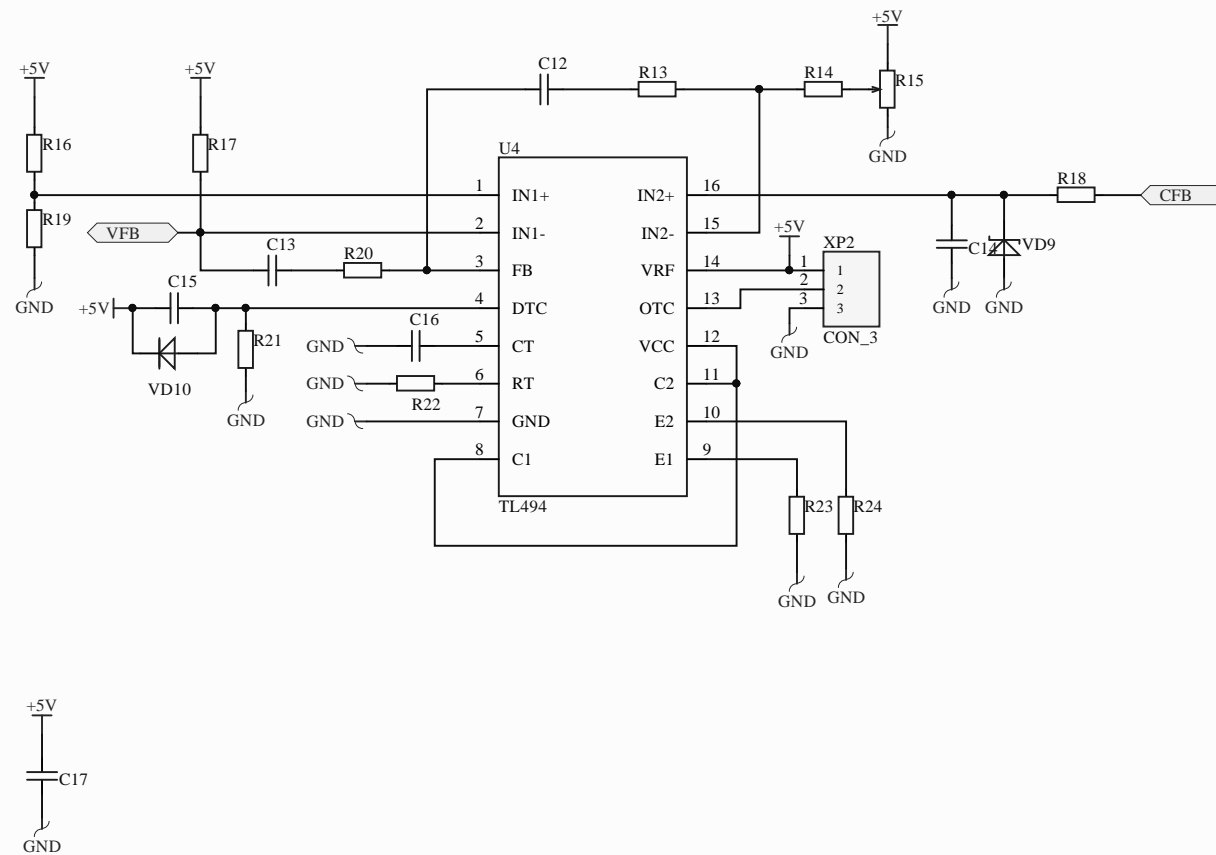 +5V
+5V
+5V
C12
R13
R14
R15
R16
R17
GND
U4
1
IN1+
IN2+
16
R18
CFB
R19
VFB
2
IN1-
IN2-
15
+5V
XP2
C13
R20
3
FB
VRF
14
1
1
C14
VD9
C15
2
2
GND
+5V
4
DTC
OTC
13
3
3
GND
GND
C16
R21
GND
5
CT
VCC
12
GND
CON_3
VD10
GND
6
RT
C2
11
R22
GND
GND
7
GND
E2
10
8
C1
E1
9
TL494
R23
R24
GND
GND
+5V
C17
GND